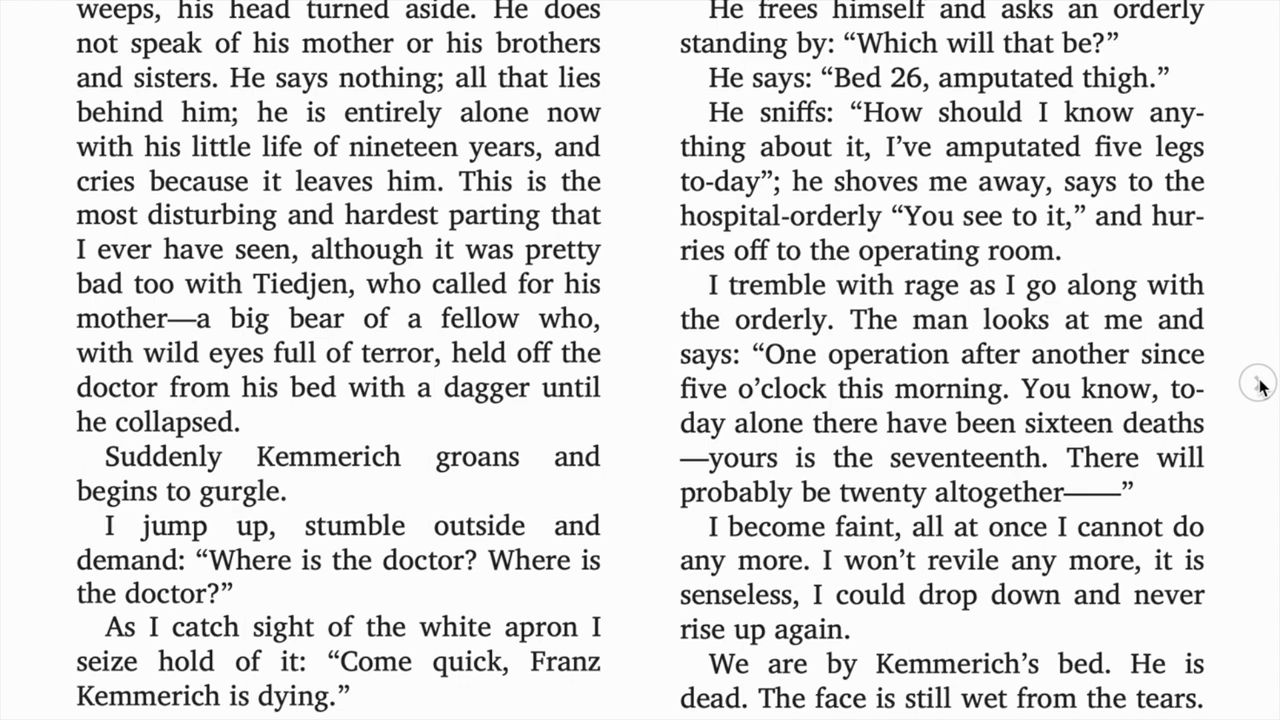 weeps, his head turned aside. He does
not speak of his mother or his brothers
and sisters. He says nothing; all that lies
behind him; he is entirely alone now
with his little life of nineteen years, and
cries because it leaves him. This is the
most disturbing and hardest parting that
I ever have seen, although it was pretty
bad too with Tiedjen, who called for his
mother—a big bear of a fellow who,
with wild eyes full of terror, held off the
doctor from his bed with a dagger until
he collapsed.
Suddenly Kemmerich groans and
begins to gurgle.
I jump up, stumble outside and
demand: “Where is the doctor? Where is
the doctor?”
As I catch sight of the white apron I
seize hold of it: “Come quick, Franz
Kemmerich is dying.”
He frees himself and asks an orderly
standing by: “Which will that be?”
He says: “Bed 26, amputated thigh.”
He sniffs: “How should I know any-
thing about it, I’ve amputated five legs
to-day”; he shoves me away, says to the
hospital-orderly “You see to it,” and hur-
ries off to the operating room.
I tremble with rage as I go along with
the orderly. The man looks at me and
says: “One operation after another since
five o’clock this morning. You know, to-
day alone there have been sixteen deaths
—yours is the seventeenth. There will
probably be twenty altogether——”
I become faint, all at once I cannot do
any more. I won’t revile any more, it is
senseless, I could drop down and never
rise up again.
We are by Kemmerich’s bed. He is
dead. The face is still wet from the tears.